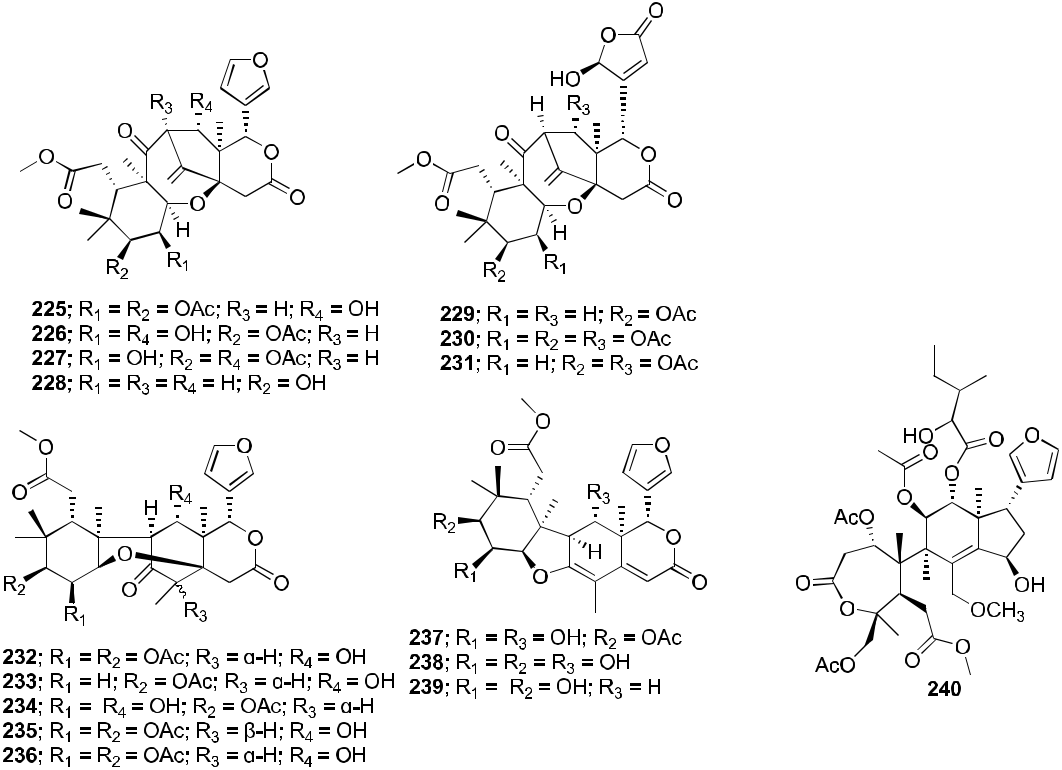 O
R3 R4
O
O
O
O
O
O
H
R1
R2
225; R1 = R2 = OAc; R3 = H; R4 = OH
226; R1 = R4 = OH; R2 = OAc; R3 = H
227; R1 = OH; R2 = R4 = OAc; R3 = H
228; R1 = R3 = R4 = H; R2 = OH
O
O
HO
H R3
O
O
O
O
O
O
H
R1
R2
229; R1 = R3 = H; R2 = OAc
230; R1 = R2 = R3 = OAc
231; R1 = H; R2 = R3 = OAc
O
O
O
R4
H
O
O
O
O
R2
R1
R3
232; R1 = R2 = OAc; R3 = ɑ-H; R4 = OH
233; R1 = H; R2 = OAc; R3 = ɑ-H; R4 = OH
234; R1 = R4 = OH; R2 = OAc; R3 = ɑ-H
235; R1 = R2 = OAc; R3 = β-H; R4 = OH
236; R1 = R2 = OAc; R3 = ɑ-H; R4 = OH
O
O
O
R3
R2
H
O
R1
O
O
237; R1 = R3 = OH; R2 = OAc
238; R1 = R2 = R3 = OH
239; R1 = R2 = OH; R3 = H
HO
O
O
O
O
O
AcO
O
O
OH
OCH3
O
AcO
O
240